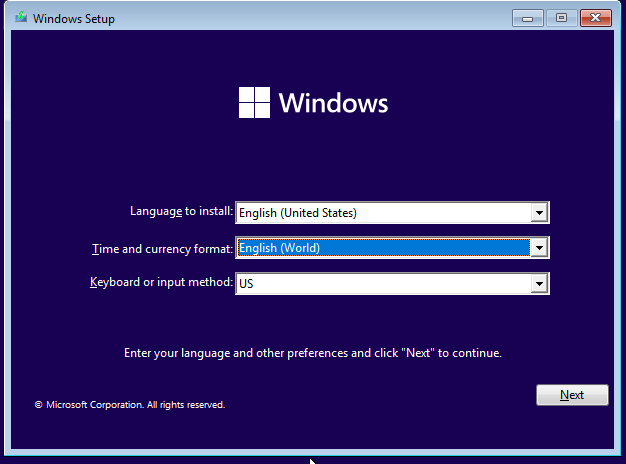 Windows Setup
Windows
Language to install: English (United States)
Time and currency format: English (World)
Keyboard or input method: US
Enter your language and other preferences and click "Next" to continue.
Next
© Microsoft Corporation. All rights reserved.